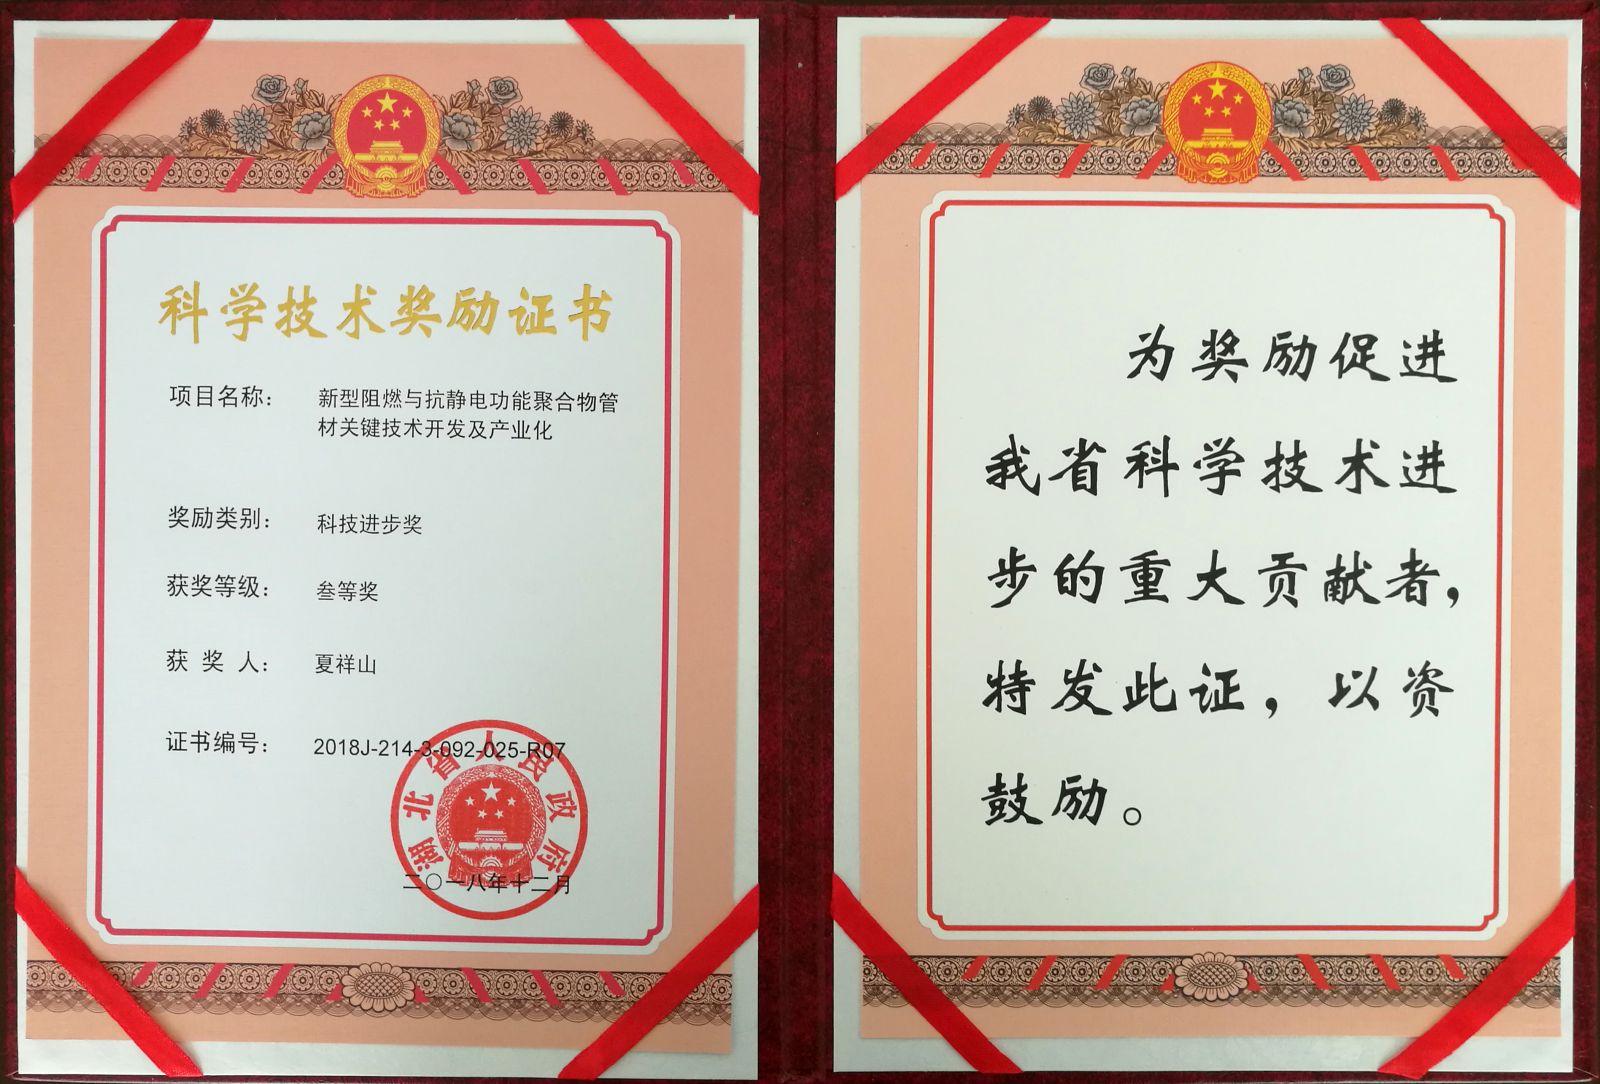 科学技术奖励证书
项目名称: 新型阻燃与抗静电功能聚合物管
材关键技术开发及产业化
奖励类别: 科技进步奖
获奖等级: 叁等奖
获 奖 人: 夏祥山
证书编号: 2018J-214-3-092-025-R07
湖北省人民政府
二〇一八年十二月
为奖励促进
我省科学技术进
步的重大贡献者,
特发此证,以资
鼓励。